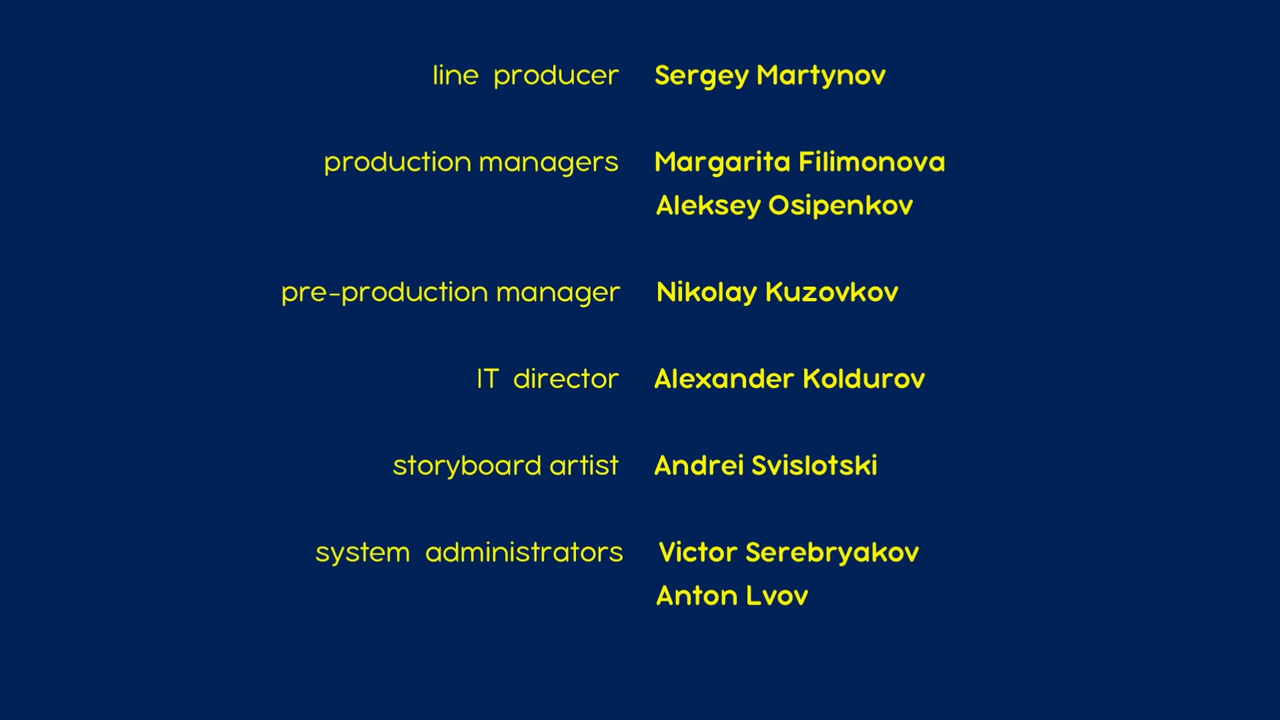 line producer Sergey Martynov
production managers Margarita Filimonova
Aleksey Osipenkov
pre-production manager Nikolay Kuzovkov
IT director Alexander Koldurov
storyboard artist Andrei Svislotski
system administrators Victor Serebryakov
Anton Lvov